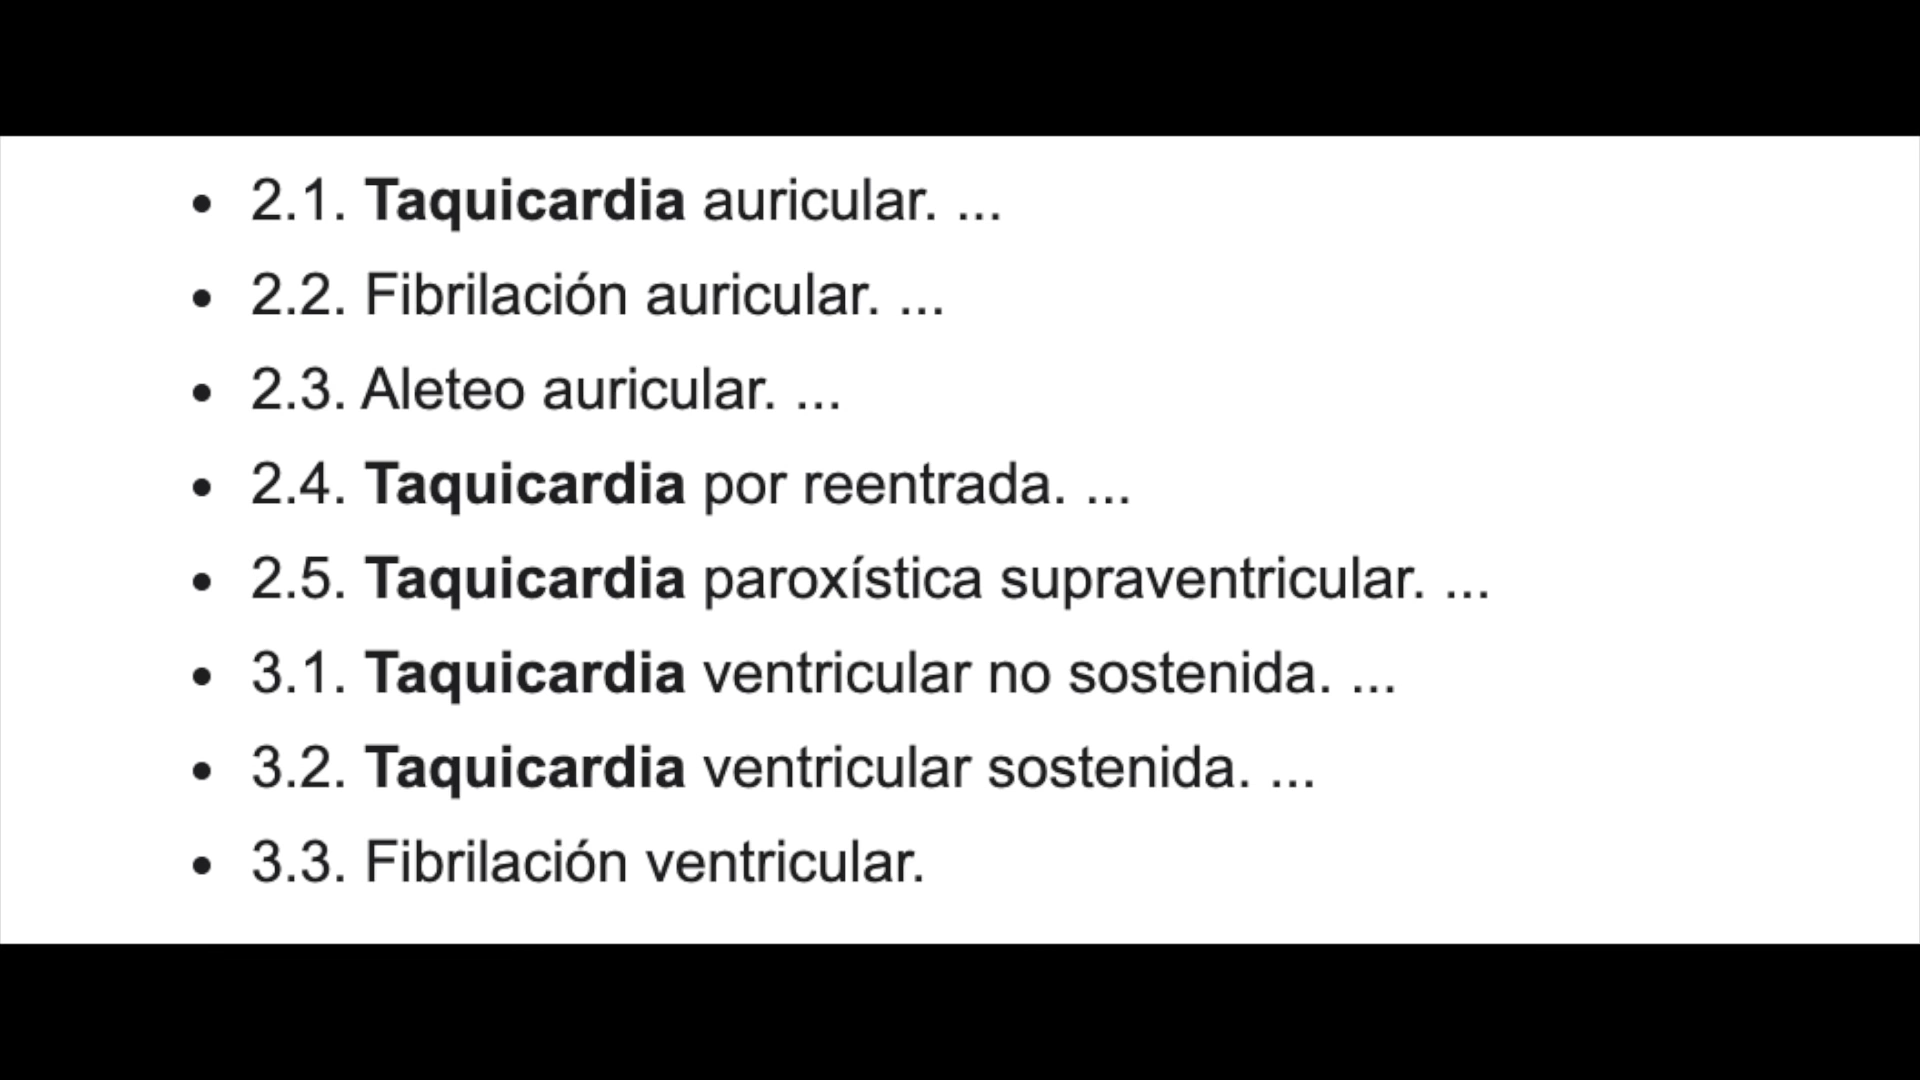 • 2.1. Taquicardia auricular. ...
• 2.2. Fibrilación auricular. ...
• 2.3. Aleteo auricular. ...
• 2.4. Taquicardia por reentrada. ...
• 2.5. Taquicardia paroxística supraventricular. ...
• 3.1. Taquicardia ventricular no sostenida. ...
• 3.2. Taquicardia ventricular sostenida. ...
• 3.3. Fibrilación ventricular.